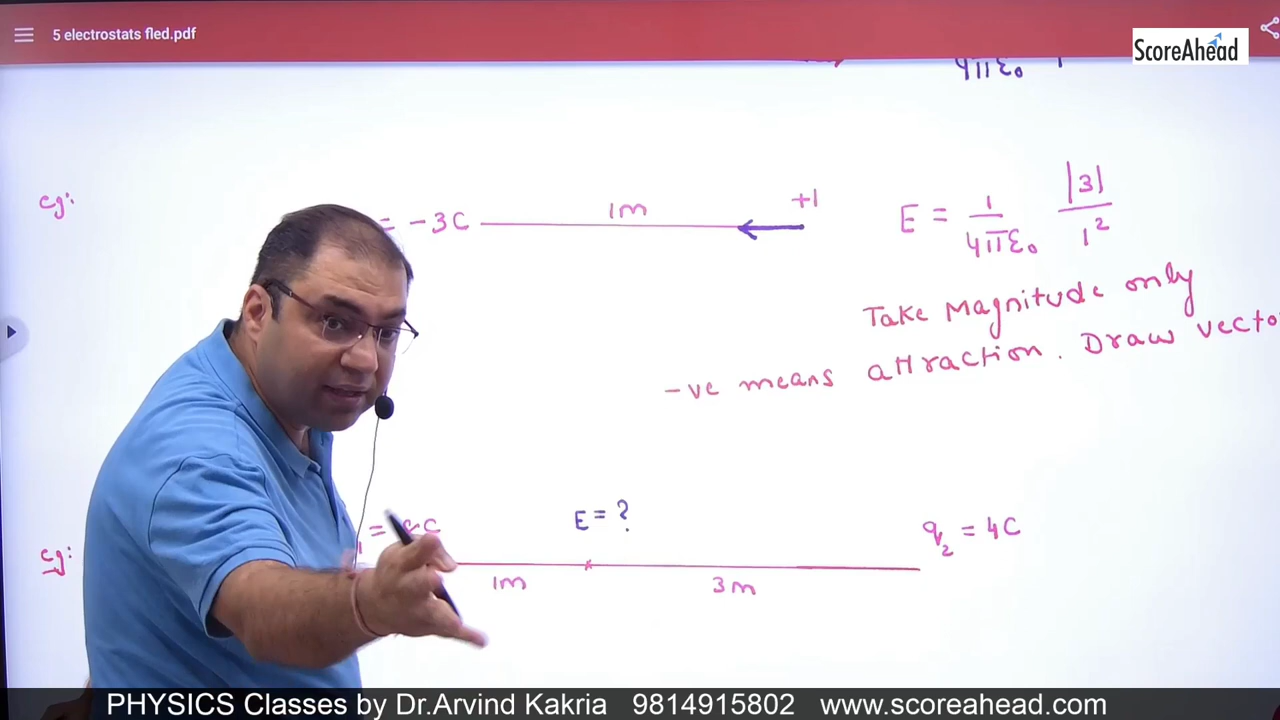 5 electrostats fled.pdf
ScoreAhead
4πε₀
eg:
= -3C
1m
+1
E = 1/4πε₀ |3|/1²
Take Magnitude only
-ve means attraction. Draw vecto
eg:
E = ?
q₂ = 4C
1m
3m
PHYSICS Classes by Dr.Arvind Kakria 9814915802 www.scoreahead.com